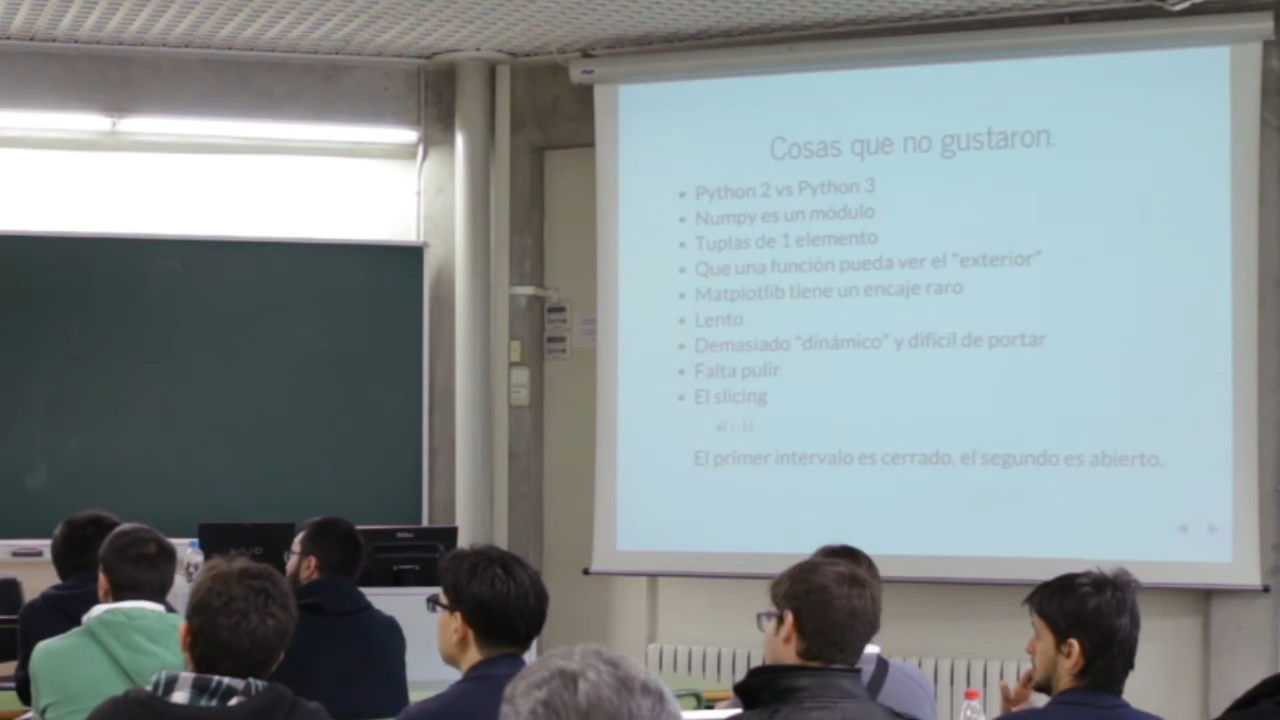 Cosas que no gustaron.
• Python 2 vs Python 3
• Numpy es un módulo
• Tuplas de 1 elemento
• Que una función pueda ver el "exterior"
• Matplotlib tiene un encaje raro
• Lento
• Demasiado "dinámico" y difícil de portar
• Falta pulir
• El slicing
El primer intervalo es cerrado, el segundo es abierto.